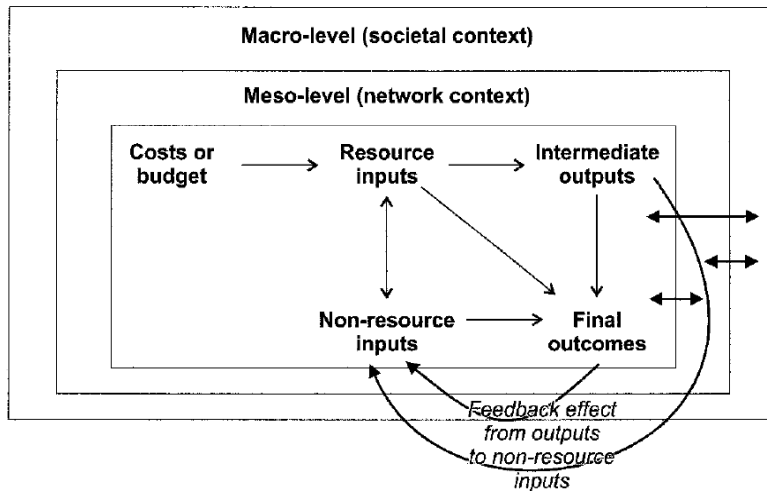 Macro-level (societal context)
Meso-level (network context)
Costs or
budget
Resource
inputs
Intermediate
outputs
Non-resource
inputs
Final
outcomes
Feedback effect
from outputs
to non-resource
inputs